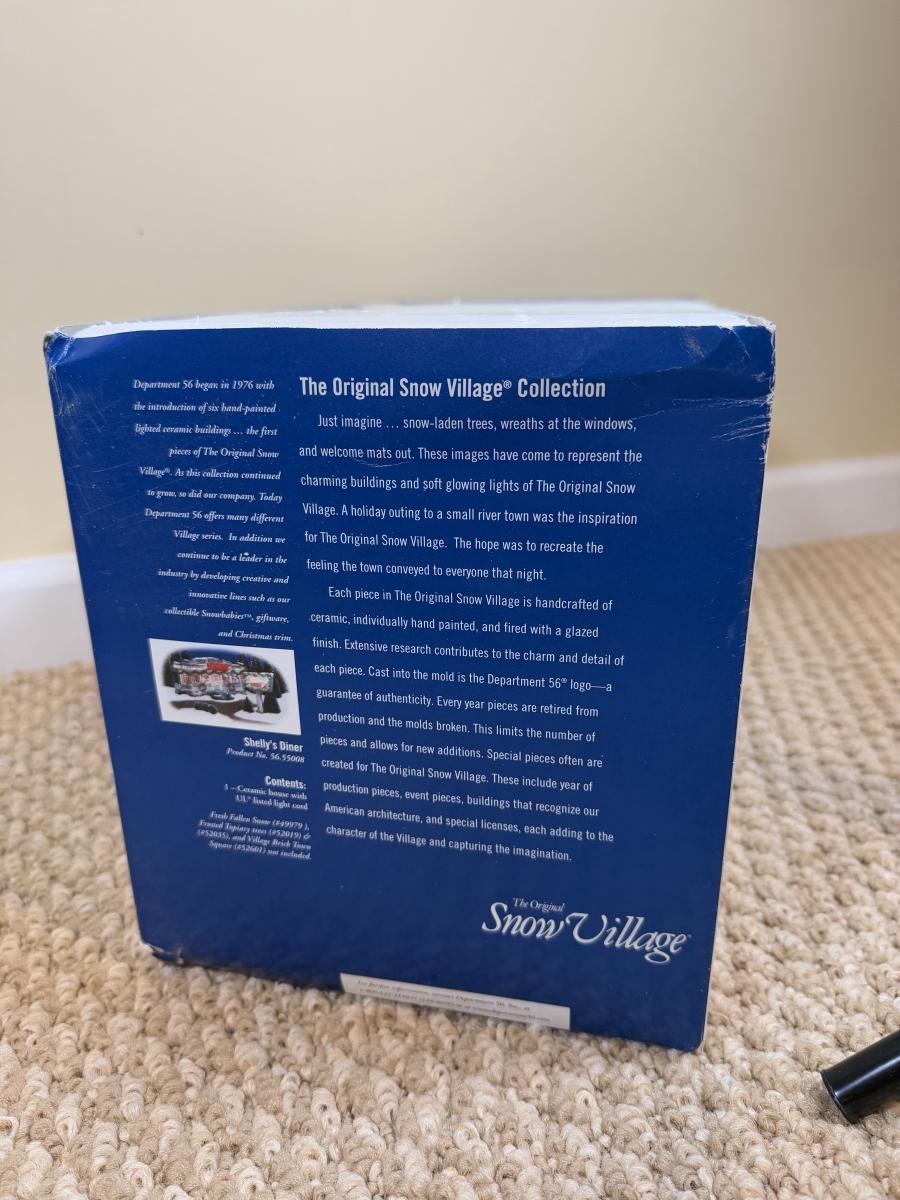 Department 56 began in 1976 with
the introduction of six hand-painted
lighted ceramic buildings ... the first
pieces of The Original Snow
Village®. As this collection continued
to grow, so did our company. Today
Department 56 offers many different
Village series. In addition we
continue to be a leader in the
industry by developing creative and
innovative lines such as our
collectible Snowbabies™, giftware,
and Christmas trim.
Shelly's Diner
Product No. 56.55008
Contents:
1 –Ceramic house with
UL® listed light cord
Fresh Fallen Snow (#49979 ),
Frosted Topiary trees (#52019) &
(#52035), and Village Brick Town
Square (#52601) not included.
The Original Snow Village® Collection
Just imagine ... snow-laden trees, wreaths at the windows,
and welcome mats out. These images have come to represent the
charming buildings and soft glowing lights of The Original Snow
Village. A holiday outing to a small river town was the inspiration
for The Original Snow Village. The hope was to recreate the
feeling the town conveyed to everyone that night.
Each piece in The Original Snow Village is handcrafted of
ceramic, individually hand painted, and fired with a glazed
finish. Extensive research contributes to the charm and detail of
each piece. Cast into the mold is the Department 56® logo—a
guarantee of authenticity. Every year pieces are retired from
production and the molds broken. This limits the number of
pieces and allows for new additions. Special pieces often are
created for The Original Snow Village. These include year of
production pieces, event pieces, buildings that recognize our
American architecture, and special licenses, each adding to the
character of the Village and capturing the imagination.
The Original
Snow Village®
For further information contact Department 56, Inc., at